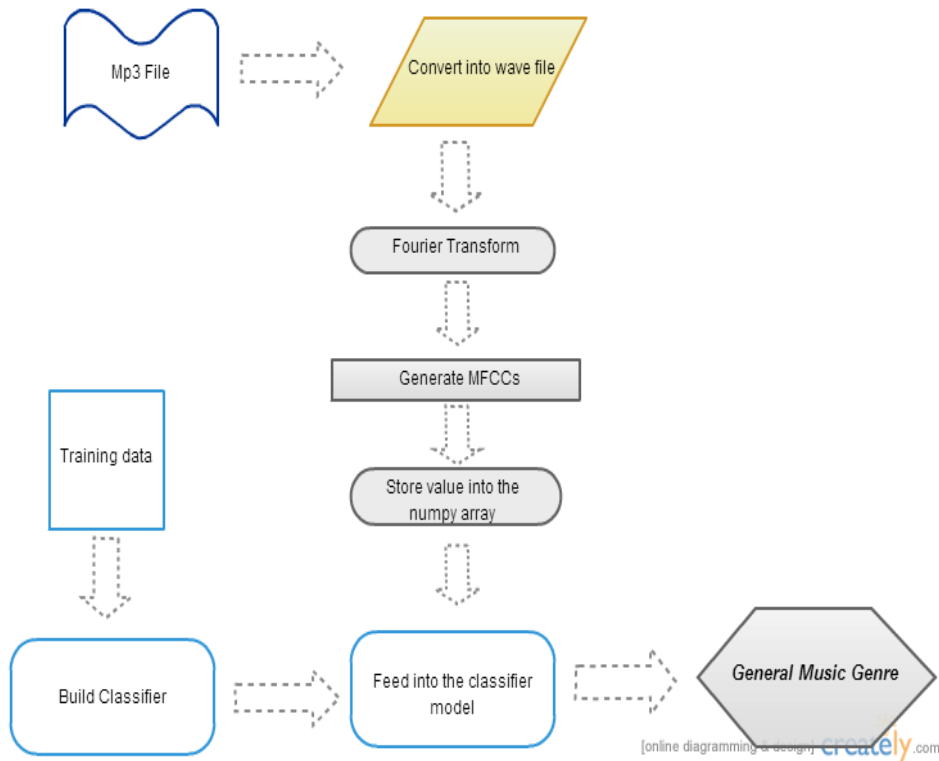 Mp3 File
Convert into wave file
Fourier Transform
Generate MFCCs
Training data
Store value into the
numpy array
Build Classifier
Feed into the classifier
model
General Music Genre
[online diagramming & design] creately.com